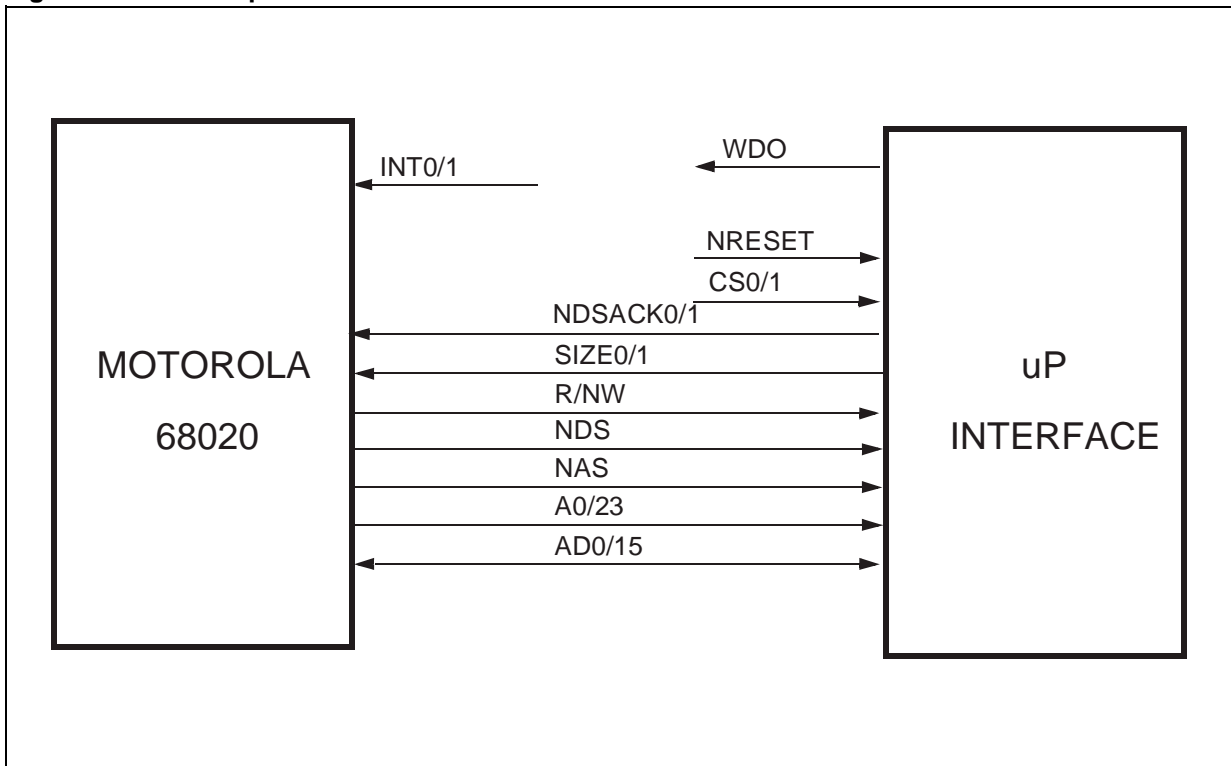 INT0/1
WDO
NRESET
CS0/1
NDSACK0/1
SIZE0/1
R/NW
NDS
NAS
A0/23
AD0/15
MOTOROLA
68020
uP
INTERFACE